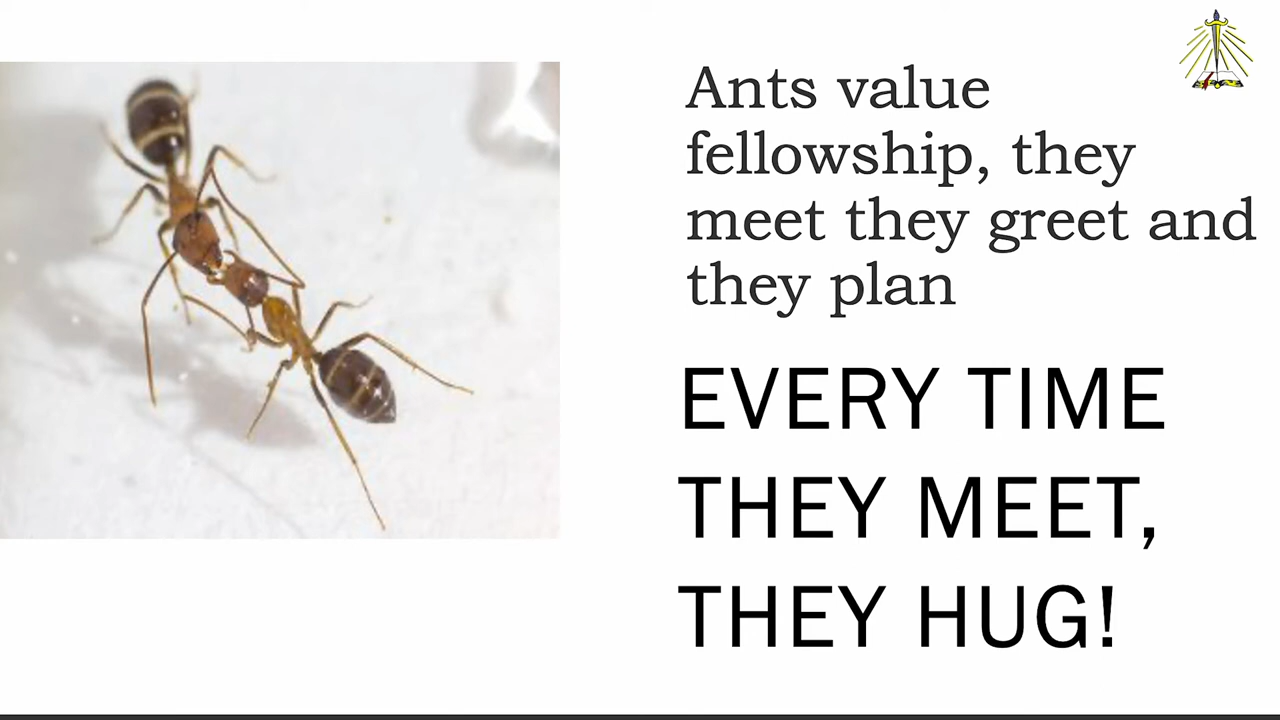 Ants value
fellowship, they
meet they greet and
they plan
EVERY TIME
THEY MEET,
THEY HUG!